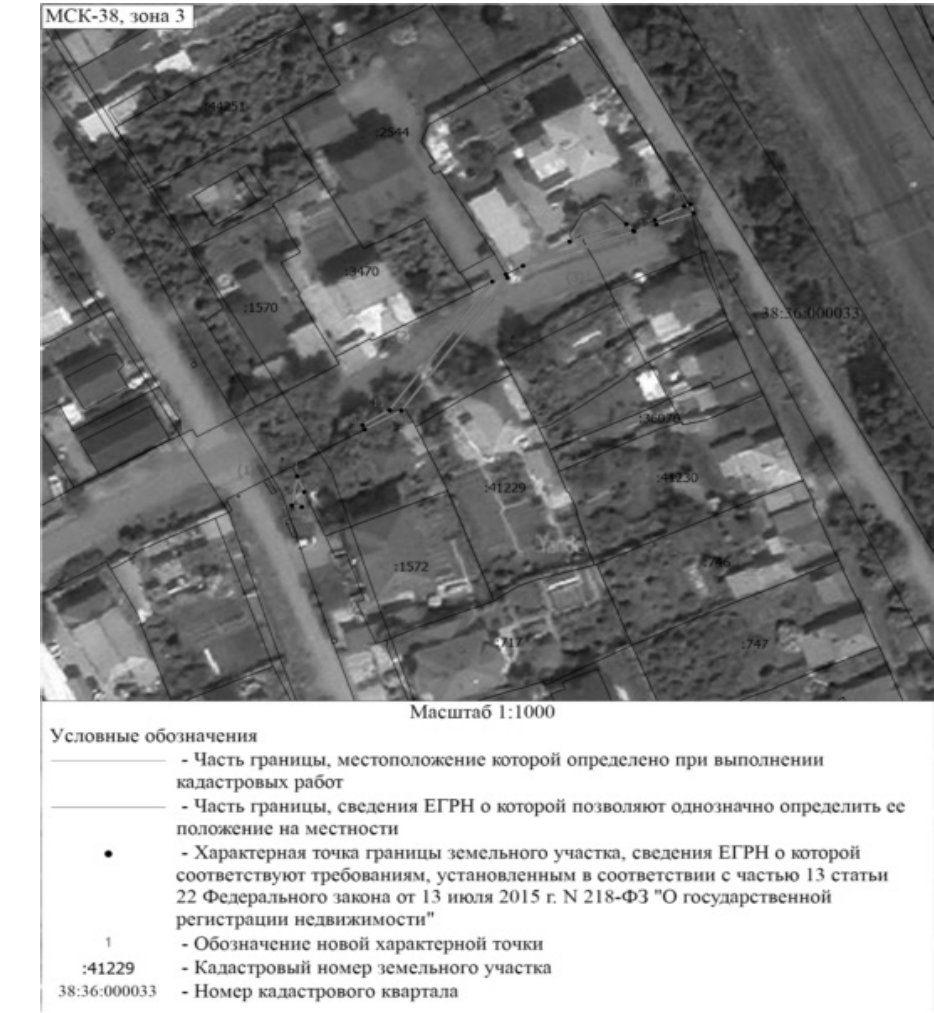 МСК-38, зона 3
:44251
:2544
:3470
:1570
38:36:000033
:36076
:41229
:41230
:1572
:746
:717
:747
Масштаб 1:1000
Условные обозначения
- Часть границы, местоположение которой определено при выполнении
кадастровых работ
- Часть границы, сведения ЕГРН о которой позволяют однозначно определить ее
положение на местности
- Характерная точка границы земельного участка, сведения ЕГРН о которой
соответствуют требованиям, установленным в соответствии с частью 13 статьи
22 Федерального закона от 13 июля 2015 г. N 218-ФЗ "О государственной
регистрации недвижимости"
1 - Обозначение новой характерной точки
:41229 - Кадастровый номер земельного участка
38:36:000033 - Номер кадастрового квартала